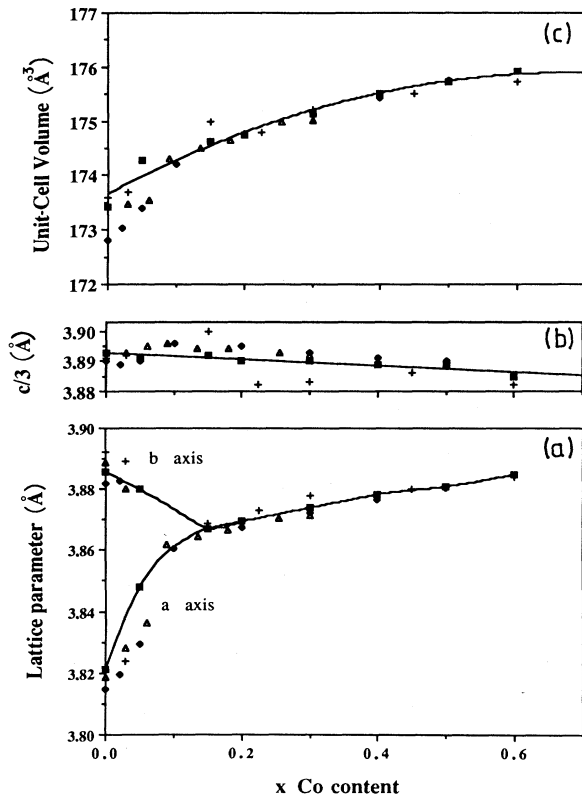 (c)
Unit-Cell Volume (Å3)
177
176
175
174
173
172
(b)
c/3 (Å)
3.90
3.89
3.88
(a)
Lattice parameter (Å)
3.90
3.88
3.86
3.84
3.82
3.80
b axis
a axis
0.0
0.2
0.4
0.6
x Co content